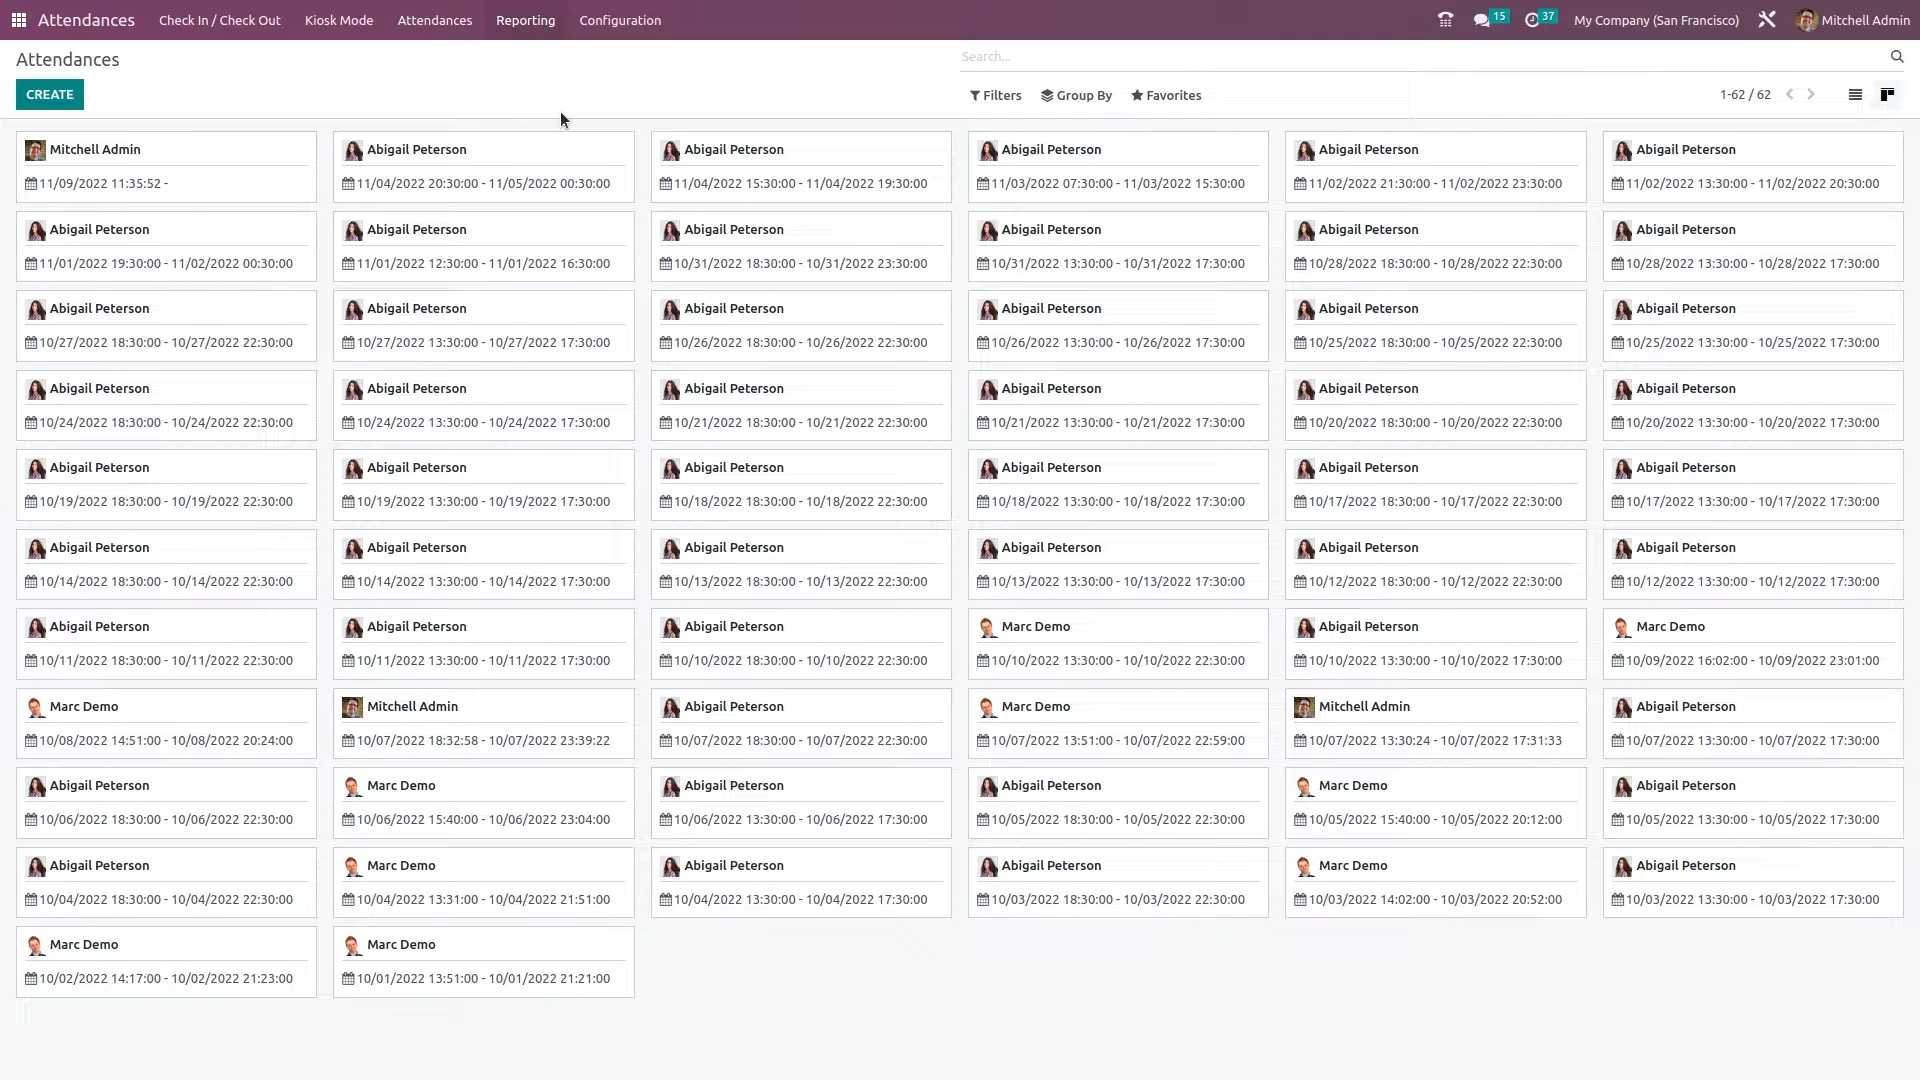 Attendances Check In / Check Out Kiosk Mode Attendances Reporting Configuration 15 37 My Company (San Francisco) Mitchell Admin
Attendances Search...
CREATE Filters Group By Favorites 1-62 / 62
Mitchell Admin Abigail Peterson Abigail Peterson Abigail Peterson Abigail Peterson Abigail Peterson
11/09/2022 11:35:52 - 11/04/2022 20:30:00 - 11/05/2022 00:30:00 11/04/2022 15:30:00 - 11/04/2022 19:30:00 11/03/2022 07:30:00 - 11/03/2022 15:30:00 11/02/2022 21:30:00 - 11/02/2022 23:30:00 11/02/2022 13:30:00 - 11/02/2022 20:30:00
Abigail Peterson Abigail Peterson Abigail Peterson Abigail Peterson Abigail Peterson Abigail Peterson
11/01/2022 19:30:00 - 11/02/2022 00:30:00 11/01/2022 12:30:00 - 11/01/2022 16:30:00 10/31/2022 18:30:00 - 10/31/2022 23:30:00 10/31/2022 13:30:00 - 10/31/2022 17:30:00 10/28/2022 18:30:00 - 10/28/2022 22:30:00 10/28/2022 13:30:00 - 10/28/2022 17:30:00
Abigail Peterson Abigail Peterson Abigail Peterson Abigail Peterson Abigail Peterson Abigail Peterson
10/27/2022 18:30:00 - 10/27/2022 22:30:00 10/27/2022 13:30:00 - 10/27/2022 17:30:00 10/26/2022 18:30:00 - 10/26/2022 22:30:00 10/26/2022 13:30:00 - 10/26/2022 17:30:00 10/25/2022 18:30:00 - 10/25/2022 22:30:00 10/25/2022 13:30:00 - 10/25/2022 17:30:00
Abigail Peterson Abigail Peterson Abigail Peterson Abigail Peterson Abigail Peterson Abigail Peterson
10/24/2022 18:30:00 - 10/24/2022 22:30:00 10/24/2022 13:30:00 - 10/24/2022 17:30:00 10/21/2022 18:30:00 - 10/21/2022 22:30:00 10/21/2022 13:30:00 - 10/21/2022 17:30:00 10/20/2022 18:30:00 - 10/20/2022 22:30:00 10/20/2022 13:30:00 - 10/20/2022 17:30:00
Abigail Peterson Abigail Peterson Abigail Peterson Abigail Peterson Abigail Peterson Abigail Peterson
10/19/2022 18:30:00 - 10/19/2022 22:30:00 10/19/2022 13:30:00 - 10/19/2022 17:30:00 10/18/2022 18:30:00 - 10/18/2022 22:30:00 10/18/2022 13:30:00 - 10/18/2022 17:30:00 10/17/2022 18:30:00 - 10/17/2022 22:30:00 10/17/2022 13:30:00 - 10/17/2022 17:30:00
Abigail Peterson Abigail Peterson Abigail Peterson Abigail Peterson Abigail Peterson Abigail Peterson
10/14/2022 18:30:00 - 10/14/2022 22:30:00 10/14/2022 13:30:00 - 10/14/2022 17:30:00 10/13/2022 18:30:00 - 10/13/2022 22:30:00 10/13/2022 13:30:00 - 10/13/2022 17:30:00 10/12/2022 18:30:00 - 10/12/2022 22:30:00 10/12/2022 13:30:00 - 10/12/2022 17:30:00
Abigail Peterson Abigail Peterson Abigail Peterson Marc Demo Abigail Peterson Marc Demo
10/11/2022 18:30:00 - 10/11/2022 22:30:00 10/11/2022 13:30:00 - 10/11/2022 17:30:00 10/10/2022 18:30:00 - 10/10/2022 22:30:00 10/10/2022 13:30:00 - 10/10/2022 22:30:00 10/10/2022 13:30:00 - 10/10/2022 17:30:00 10/09/2022 16:02:00 - 10/09/2022 23:01:00
Marc Demo Mitchell Admin Abigail Peterson Marc Demo Mitchell Admin Abigail Peterson
10/08/2022 14:51:00 - 10/08/2022 20:24:00 10/07/2022 18:32:58 - 10/07/2022 23:39:22 10/07/2022 18:30:00 - 10/07/2022 22:30:00 10/07/2022 13:51:00 - 10/07/2022 22:59:00 10/07/2022 13:30:24 - 10/07/2022 17:31:33 10/07/2022 13:30:00 - 10/07/2022 17:30:00
Abigail Peterson Marc Demo Abigail Peterson Abigail Peterson Marc Demo Abigail Peterson
10/06/2022 18:30:00 - 10/06/2022 22:30:00 10/06/2022 15:40:00 - 10/06/2022 23:04:00 10/06/2022 13:30:00 - 10/06/2022 17:30:00 10/05/2022 18:30:00 - 10/05/2022 22:30:00 10/05/2022 15:40:00 - 10/05/2022 20:12:00 10/05/2022 13:30:00 - 10/05/2022 17:30:00
Abigail Peterson Marc Demo Abigail Peterson Abigail Peterson Marc Demo Abigail Peterson
10/04/2022 18:30:00 - 10/04/2022 22:30:00 10/04/2022 13:31:00 - 10/04/2022 21:51:00 10/04/2022 13:30:00 - 10/04/2022 17:30:00 10/03/2022 18:30:00 - 10/03/2022 22:30:00 10/03/2022 14:02:00 - 10/03/2022 20:52:00 10/03/2022 13:30:00 - 10/03/2022 17:30:00
Marc Demo Marc Demo
10/02/2022 14:17:00 - 10/02/2022 21:23:00 10/01/2022 13:51:00 - 10/01/2022 21:21:00